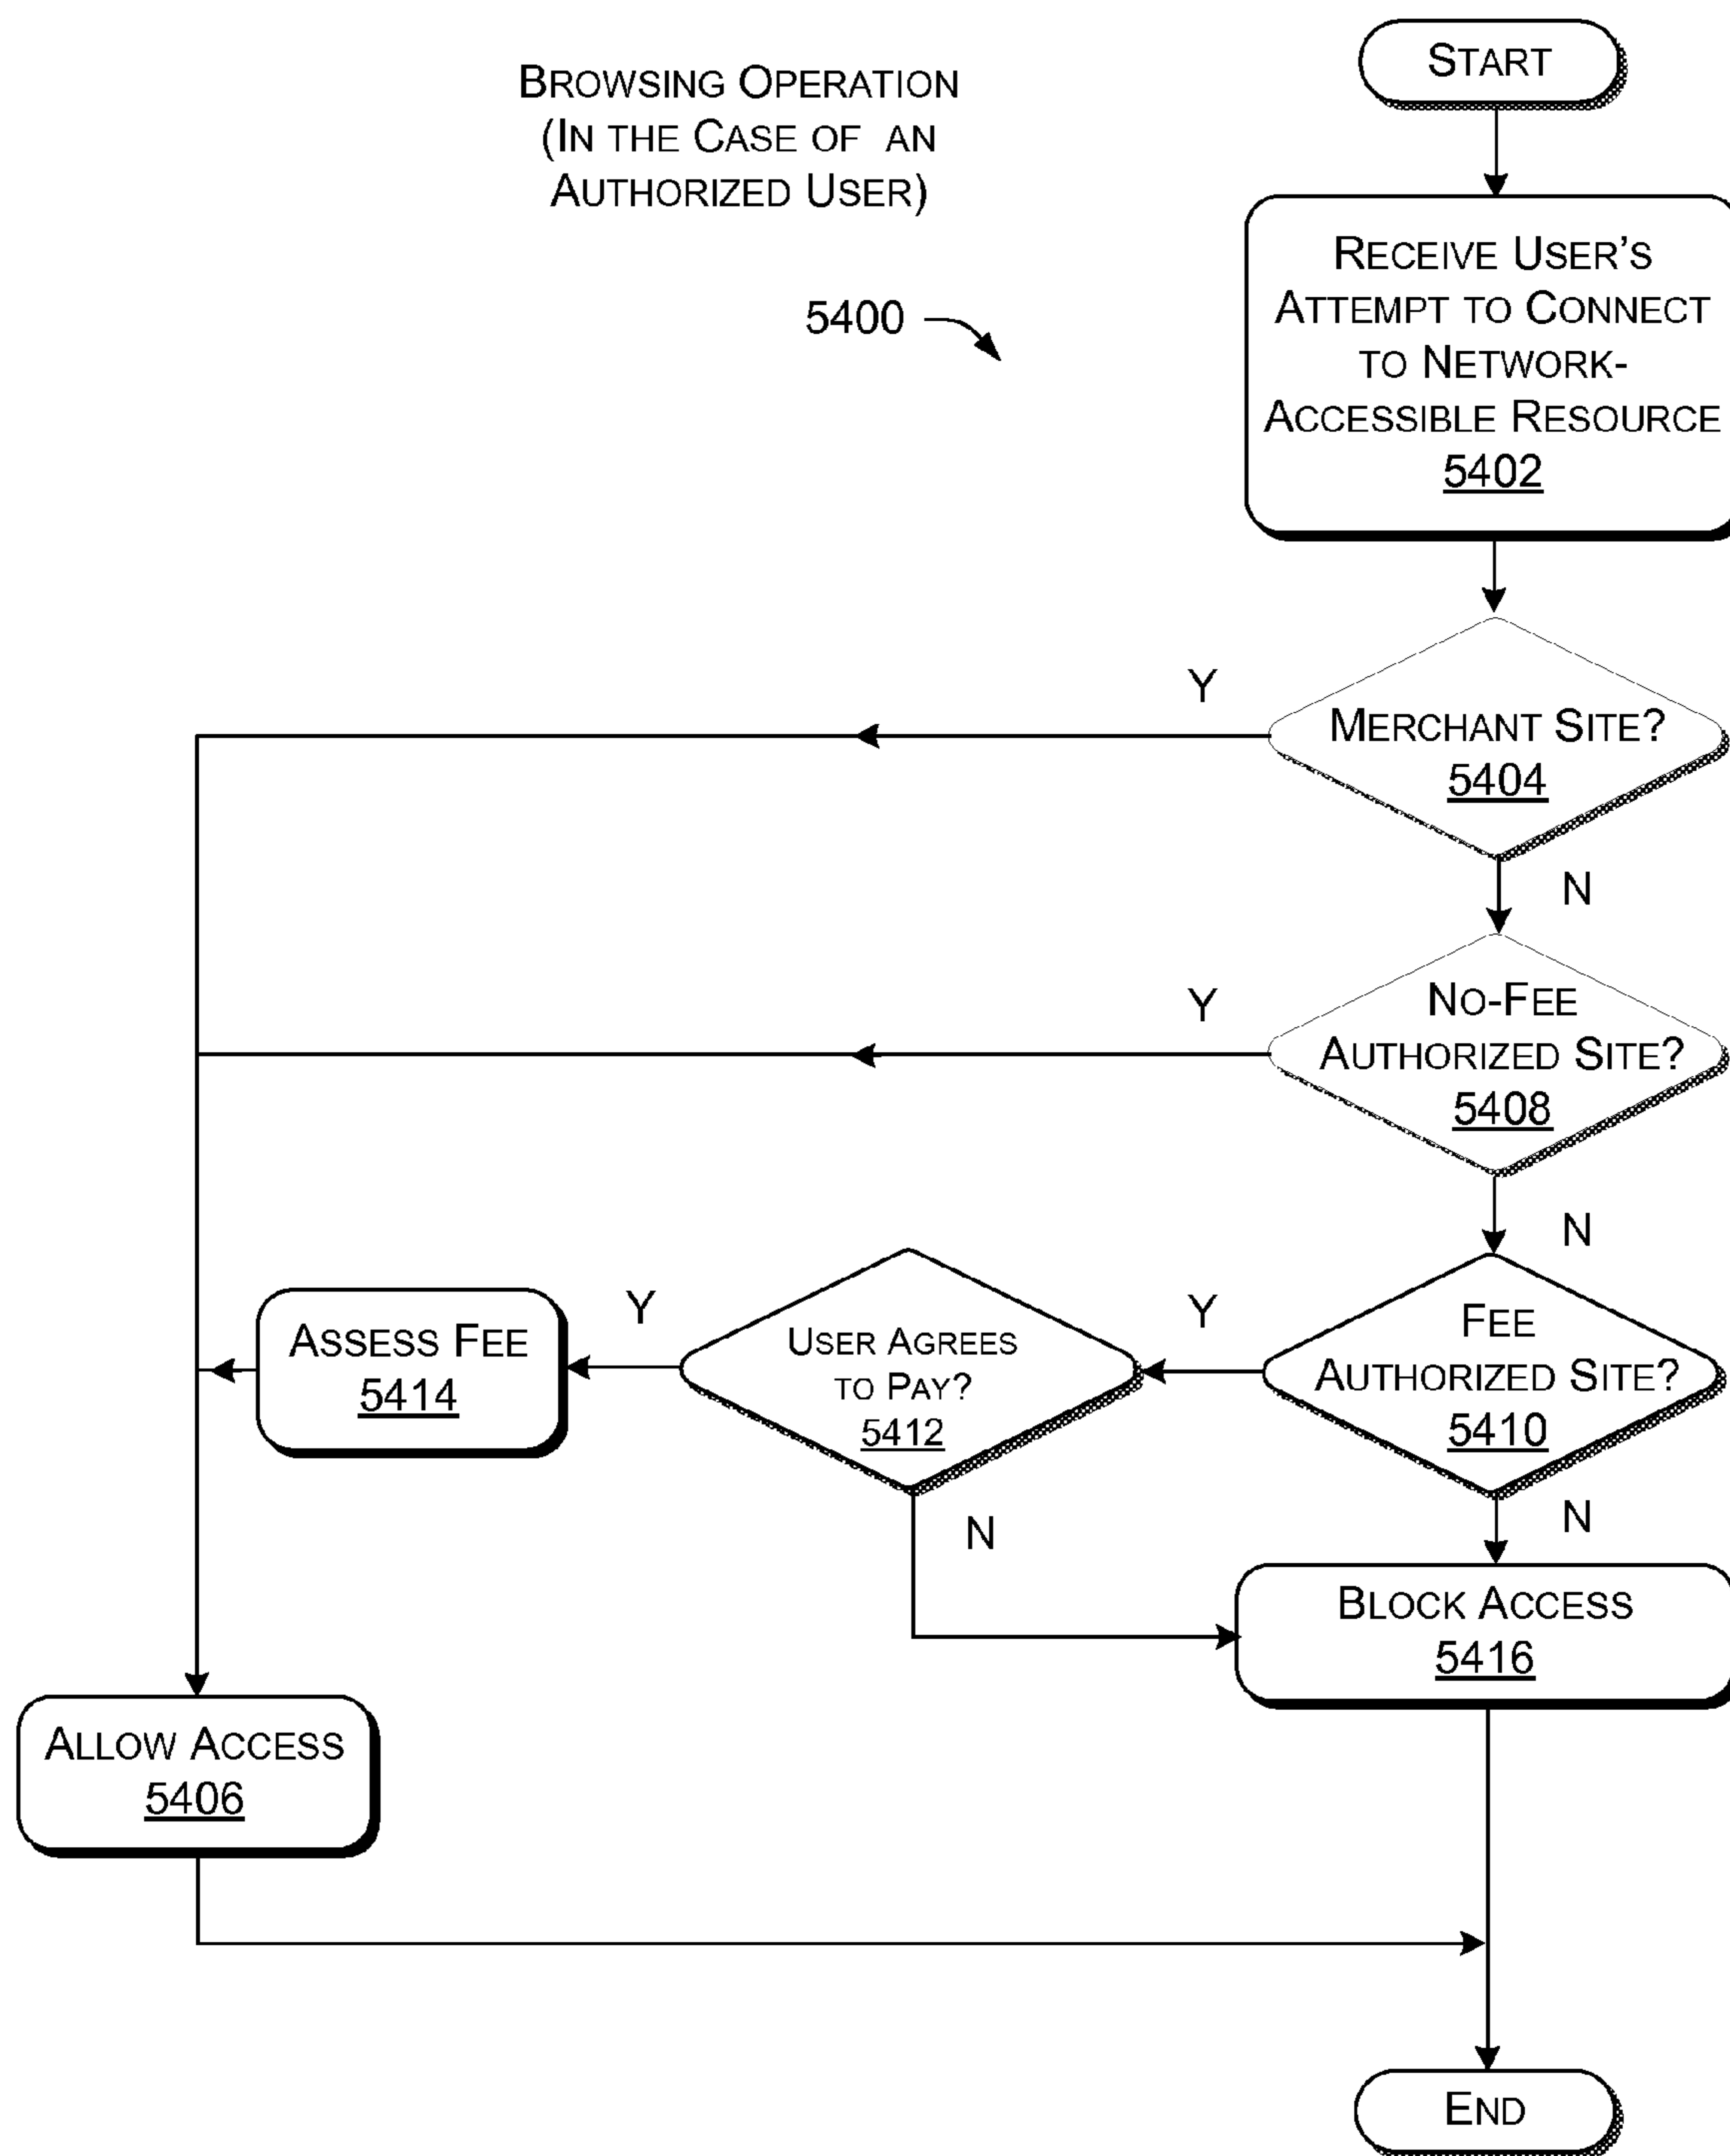 START
BROWSING OPERATION
(IN THE CASE OF AN
AUTHORIZED USER)
RECEIVE USER'S
ATTEMPT TO CONNECT
TO NETWORK-
ACCESSIBLE RESOURCE
5402
5400
Y
MERCHANT SITE?
5404
N
Y
NO-FEE
AUTHORIZED SITE?
5408
N
FEE
AUTHORIZED SITE?
5410
Y
USER AGREES
TO PAY?
5412
Y
ASSESS FEE
5414
N
N
BLOCK ACCESS
5416
ALLOW ACCESS
5406
END